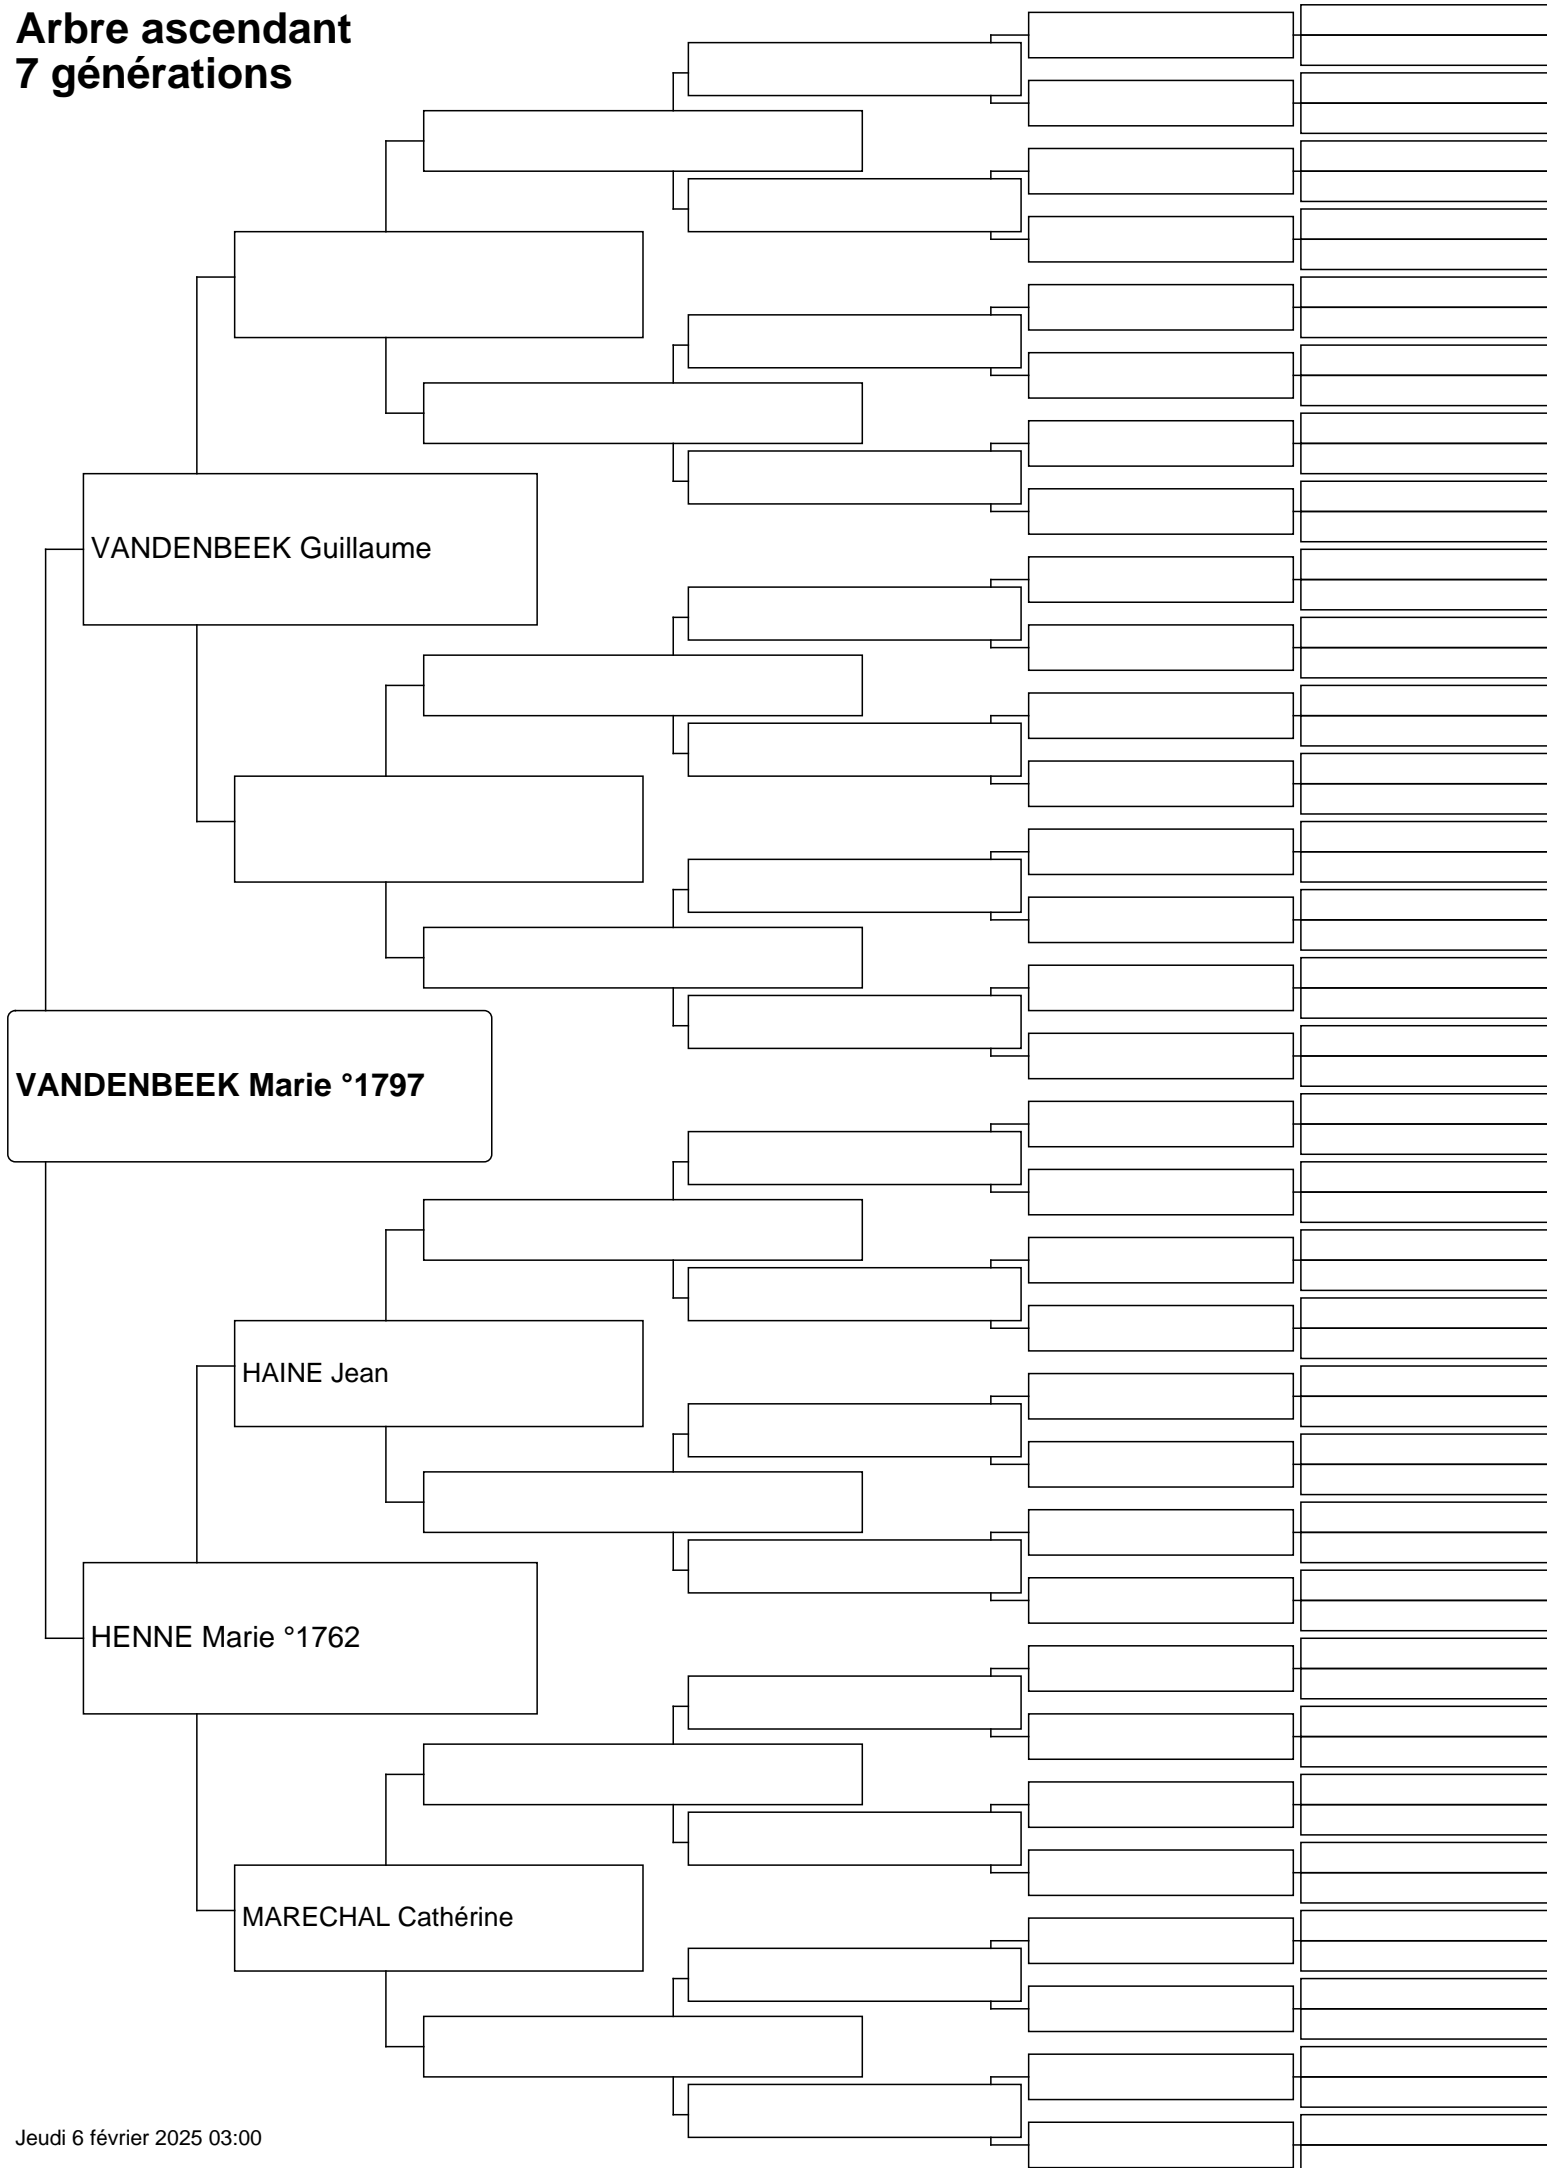 Arbre ascendant
7 générations
VANDENBEEK Guillaume
VANDENBEEK Marie °1797
HAINE Jean
HENNE Marie °1762
MARECHAL Cathérine
Jeudi 6 février 2025 03:00